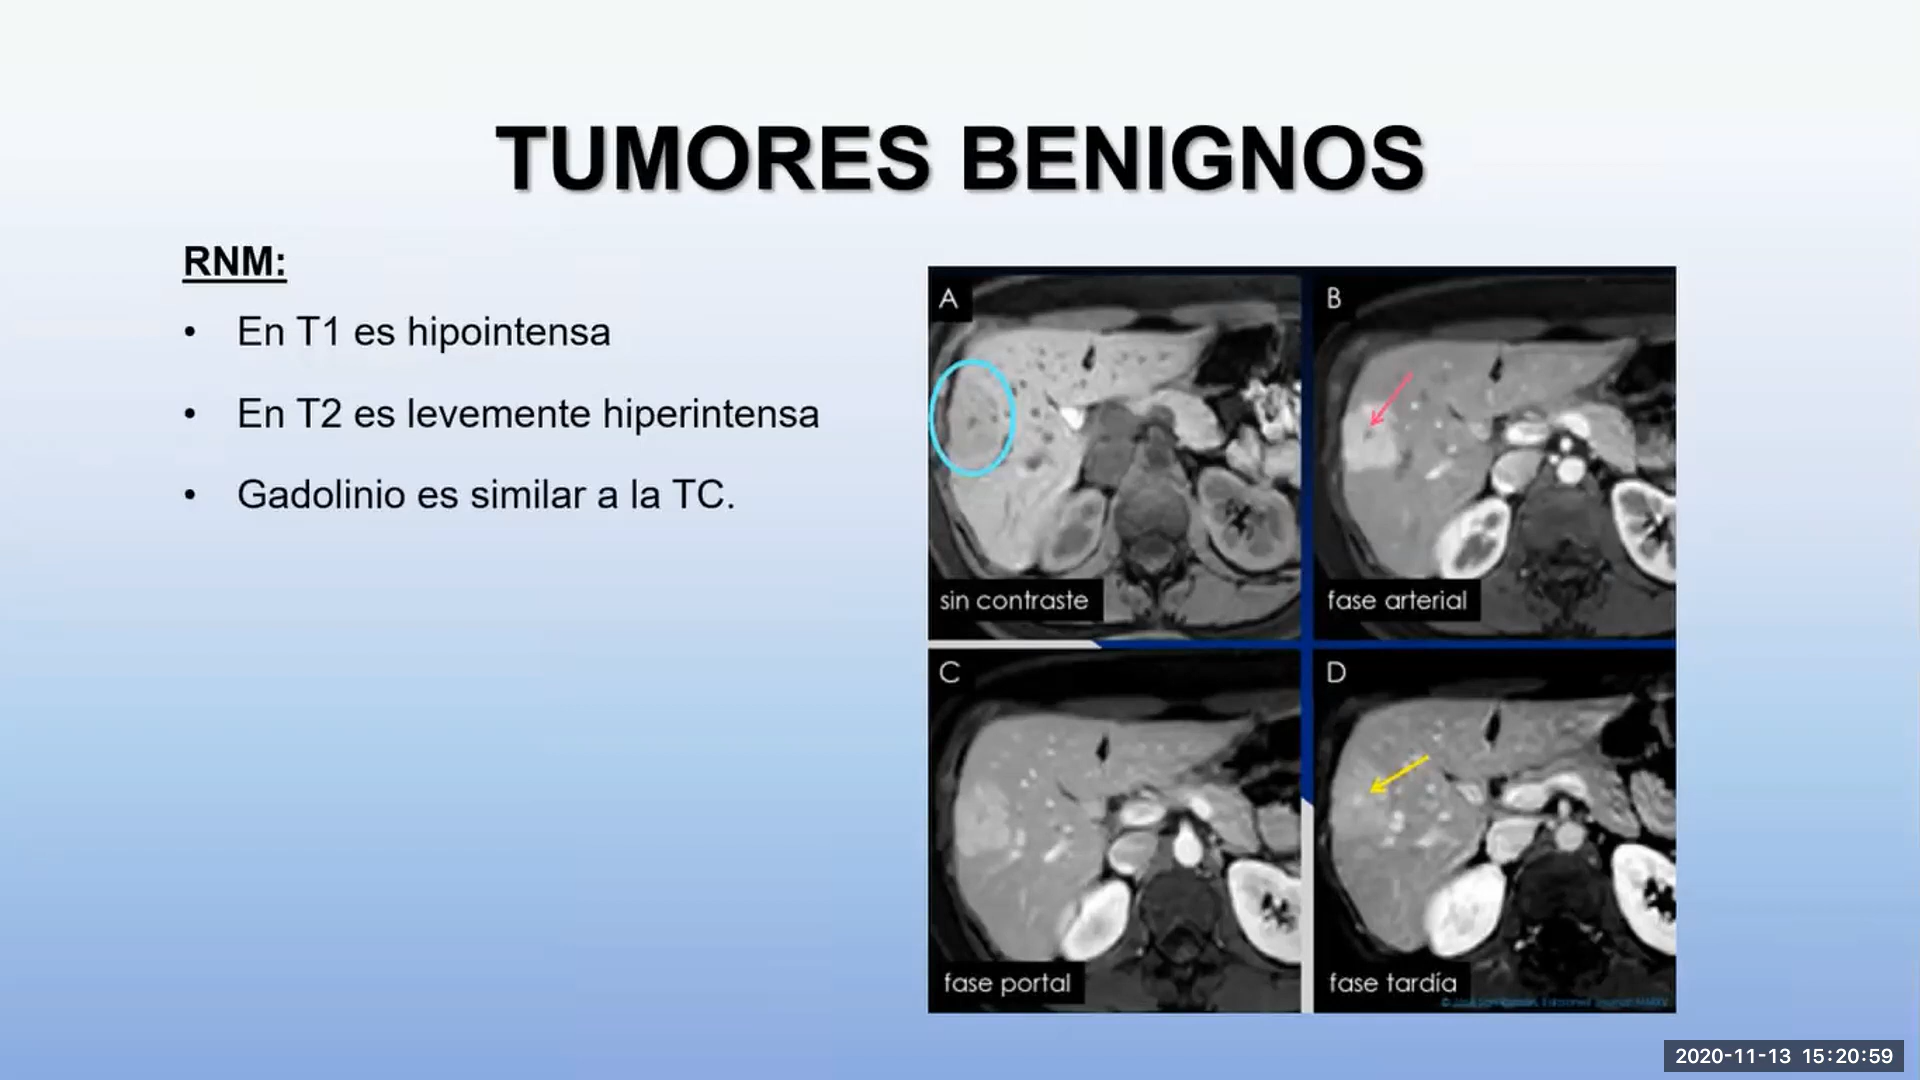 TUMORES BENIGNOS
RNM:
• En T1 es hipointensa
• En T2 es levemente hiperintensa
• Gadolinio es similar a la TC.
A
sin contraste
B
fase arterial
C
fase portal
D
fase tardía
2020-11-13 15:20:59